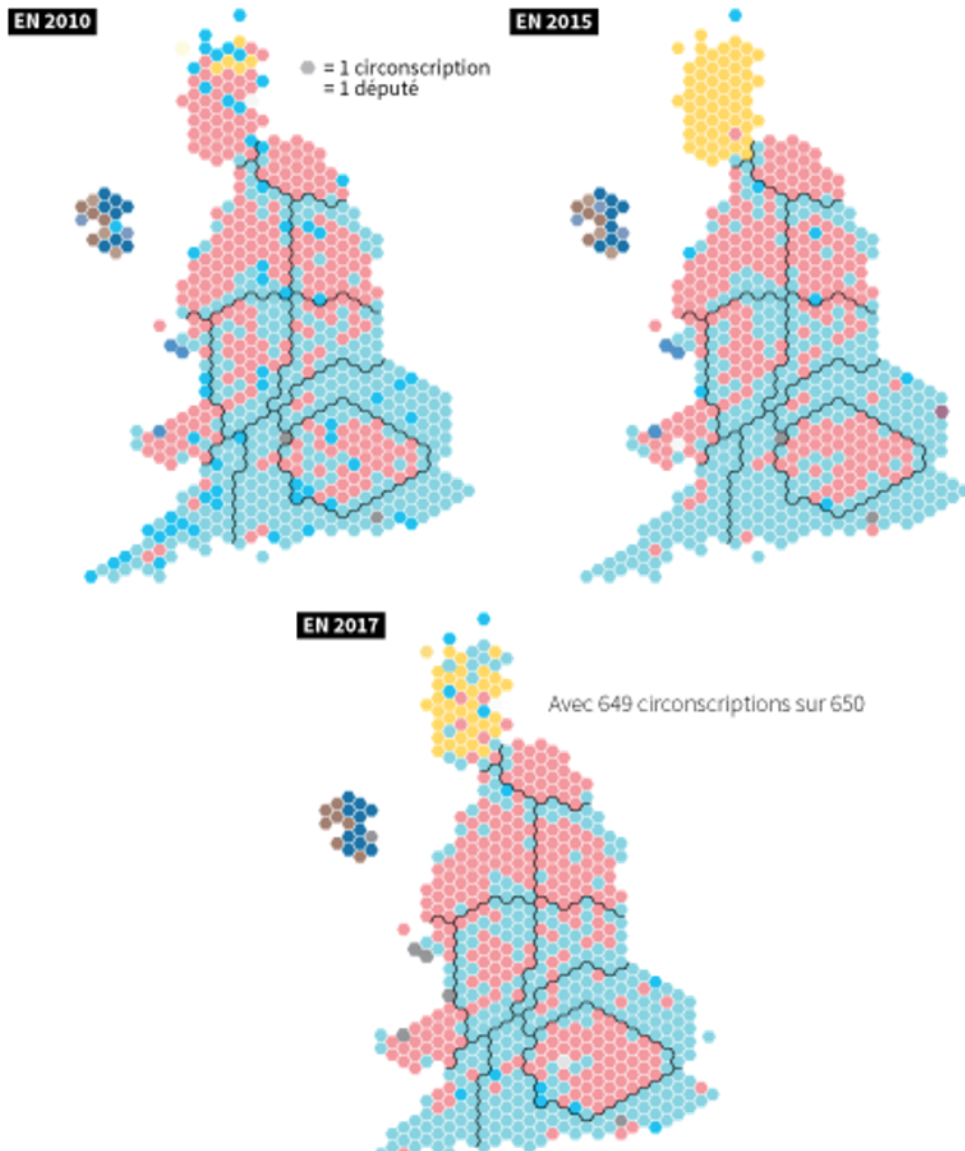 EN 2010
EN 2015
= 1 circonscription
= 1 député
EN 2017
Avec 649 circonscriptions sur 650